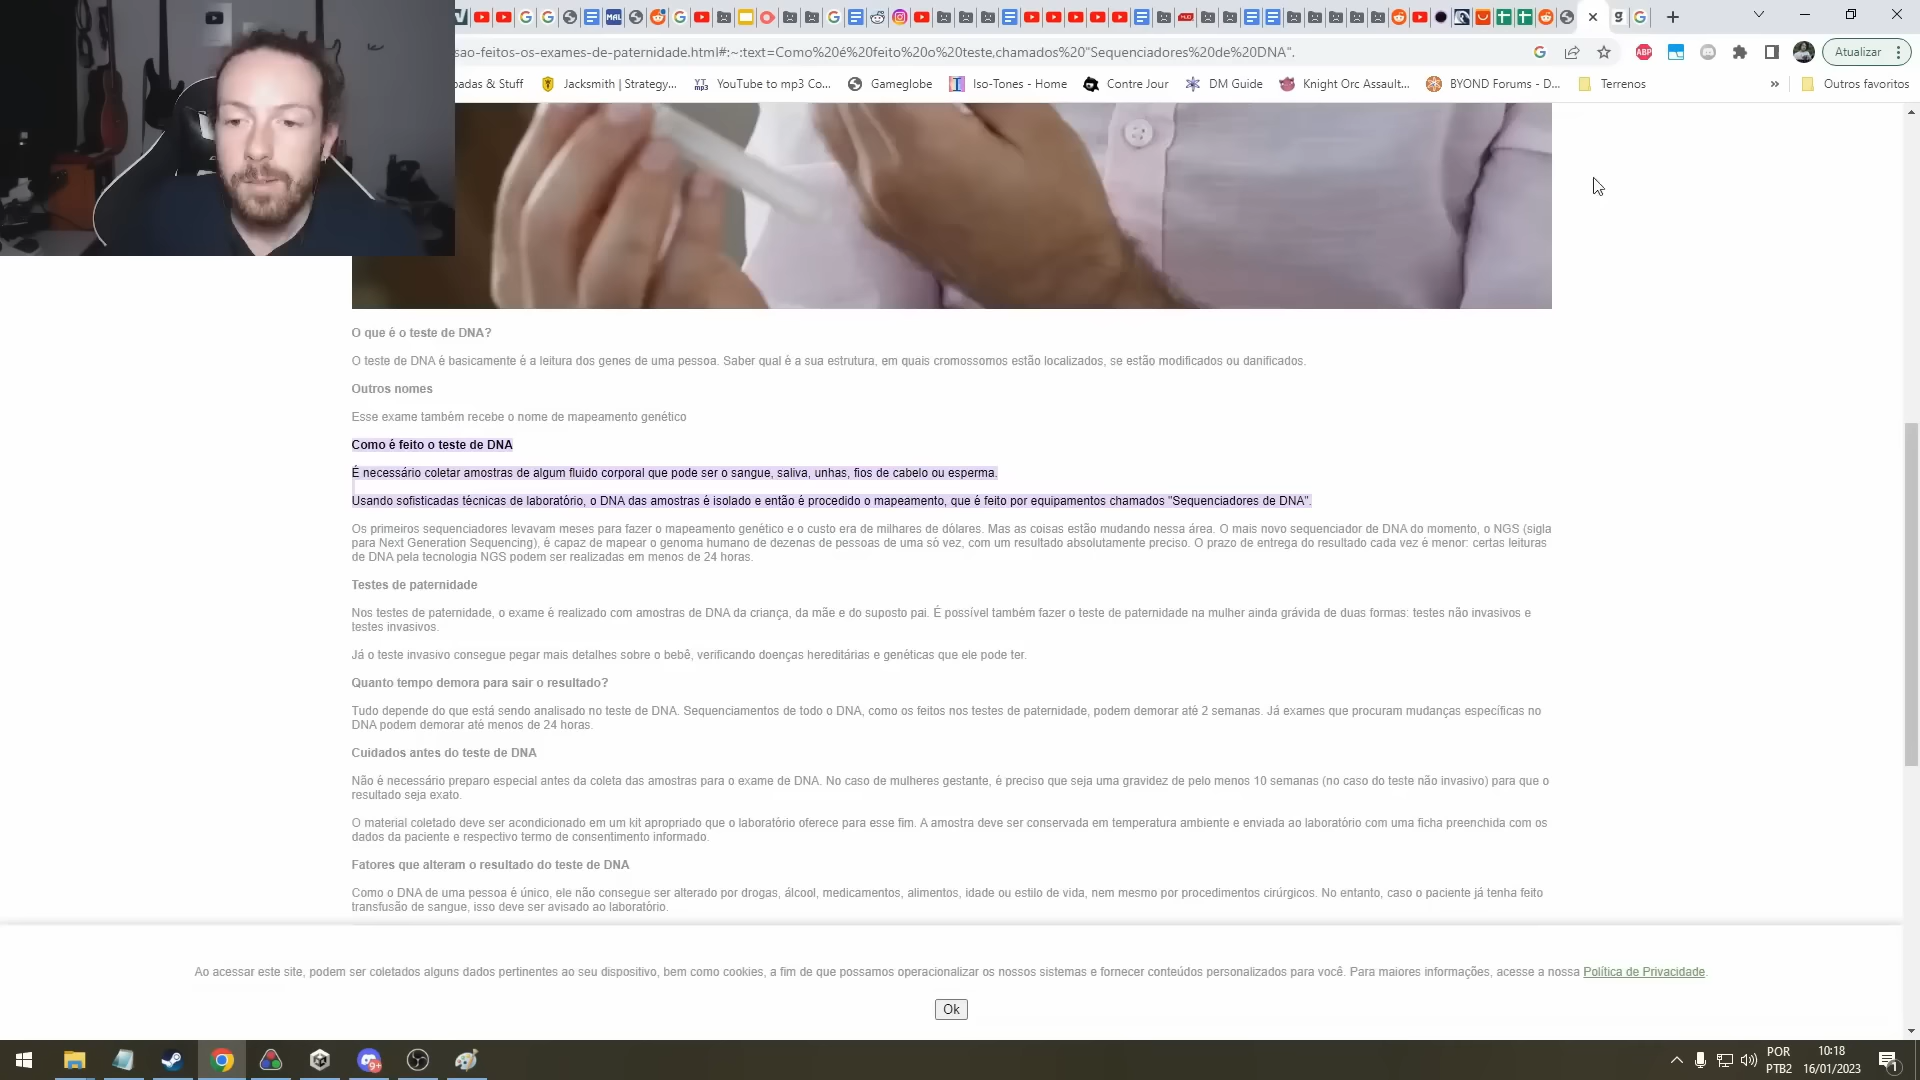 sao-feitos-os-exames-de-paternidade.html#:~:text=Como%20é%20feito%20o%20teste,chamados%20"Sequenciadores%20de%20DNA".
Atualizar
padas & Stuff
Jacksmith | Strategy...
YouTube to mp3 Co...
Gameglobe
Iso-Tones - Home
Contre Jour
DM Guide
Knight Orc Assault...
BYOND Forums - D...
Terrenos
»
Outros favoritos
O que é o teste de DNA?
O teste de DNA é basicamente é a leitura dos genes de uma pessoa. Saber qual é a sua estrutura, em quais cromossomos estão localizados, se estão modificados ou danificados.
Outros nomes
Esse exame também recebe o nome de mapeamento genético
Como é feito o teste de DNA
É necessário coletar amostras de algum fluido corporal que pode ser o sangue, saliva, unhas, fios de cabelo ou esperma.
Usando sofisticadas técnicas de laboratório, o DNA das amostras é isolado e então é procedido o mapeamento, que é feito por equipamentos chamados "Sequenciadores de DNA".
Os primeiros sequenciadores levavam meses para fazer o mapeamento genético e o custo era de milhares de dólares. Mas as coisas estão mudando nessa área. O mais novo sequenciador de DNA do momento, o NGS (sigla
para Next Generation Sequencing), é capaz de mapear o genoma humano de dezenas de pessoas de uma só vez, com um resultado absolutamente preciso. O prazo de entrega do resultado cada vez é menor: certas leituras
de DNA pela tecnologia NGS podem ser realizadas em menos de 24 horas.
Testes de paternidade
Nos testes de paternidade, o exame é realizado com amostras de DNA da criança, da mãe e do suposto pai. É possível também fazer o teste de paternidade na mulher ainda grávida de duas formas: testes não invasivos e
testes invasivos.
Já o teste invasivo consegue pegar mais detalhes sobre o bebê, verificando doenças hereditárias e genéticas que ele pode ter.
Quanto tempo demora para sair o resultado?
Tudo depende do que está sendo analisado no teste de DNA. Sequenciamentos de todo o DNA, como os feitos nos testes de paternidade, podem demorar até 2 semanas. Já exames que procuram mudanças específicas no
DNA podem demorar até menos de 24 horas.
Cuidados antes do teste de DNA
Não é necessário preparo especial antes da coleta das amostras para o exame de DNA. No caso de mulheres gestante, é preciso que seja uma gravidez de pelo menos 10 semanas (no caso do teste não invasivo) para que o
resultado seja exato.
O material coletado deve ser acondicionado em um kit apropriado que o laboratório oferece para esse fim. A amostra deve ser conservada em temperatura ambiente e enviada ao laboratório com uma ficha preenchida com os
dados da paciente e respectivo termo de consentimento informado.
Fatores que alteram o resultado do teste de DNA
Como o DNA de uma pessoa é único, ele não consegue ser alterado por drogas, álcool, medicamentos, alimentos, idade ou estilo de vida, nem mesmo por procedimentos cirúrgicos. No entanto, caso o paciente já tenha feito
transfusão de sangue, isso deve ser avisado ao laboratório.
Ao acessar este site, podem ser coletados alguns dados pertinentes ao seu dispositivo, bem como cookies, a fim de que possamos operacionalizar os nossos sistemas e fornecer conteúdos personalizados para você. Para maiores informações, acesse a nossa Política de Privacidade.
Ok
POR
PTB2
10:18
16/01/2023